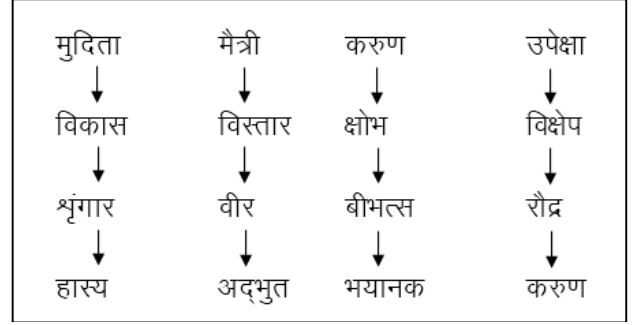 मुदिता मैत्री करुण उपेक्षा
विकास विस्तार क्षोभ विक्षेप
शृंगार वीर बीभत्स रौद्र
हास्य अद्‌भुत भयानक करुण